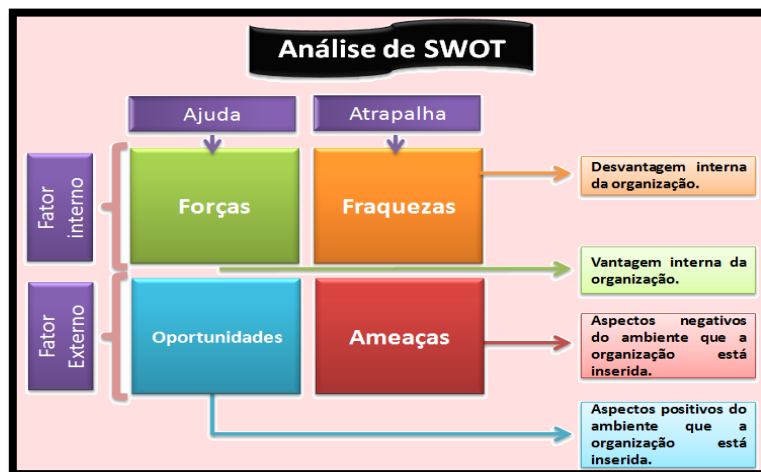 Análise de SWOT
Ajuda
Atrapalha
Fator
interno
Forças
Fraquezas
Desvantagem interna
da organização.
Vantagem interna da
organização.
Fator
Externo
Oportunidades
Ameaças
Aspectos negativos
do ambiente que a
organização está
inserida.
Aspectos positivos do
ambiente que a
organização está
inserida.